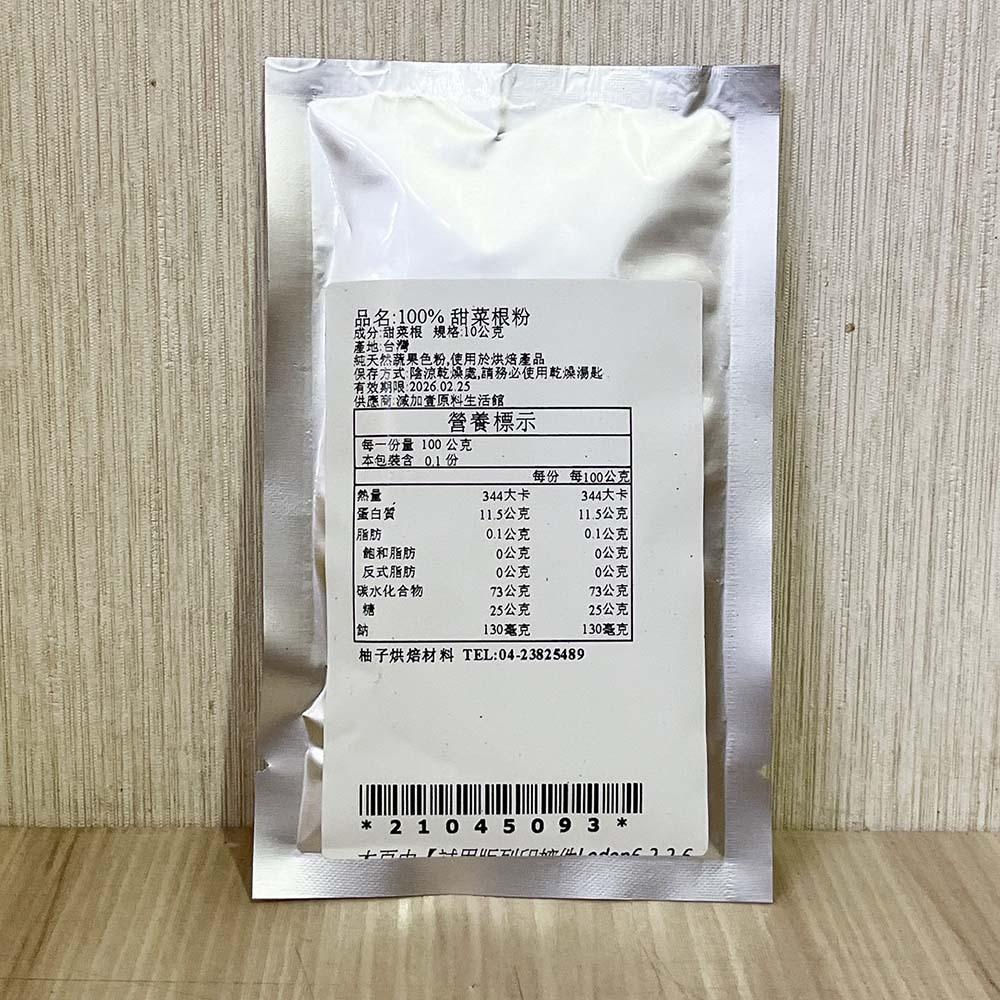 品名:100% 甜菜根粉
成分:甜菜根 規格:10公克
產地:台灣
純天然蔬果色粉,使用於烘焙產品
保存方式:陰涼乾燥處,請務必使用乾燥湯匙
有效期限:2026.02.25
供應商:減加壹原料生活館
營養標示
每一份量 100 公克
本包裝含 0.1 份
每份 每100公克
熱量 344大卡 344大卡
蛋白質 11.5公克 11.5公克
脂肪 0.1公克 0.1公克
飽和脂肪 0公克 0公克
反式脂肪 0公克 0公克
碳水化合物 73公克 73公克
糖 25公克 25公克
鈉 130毫克 130毫克
柚子烘焙材料 TEL:04-23825489
*21045093*